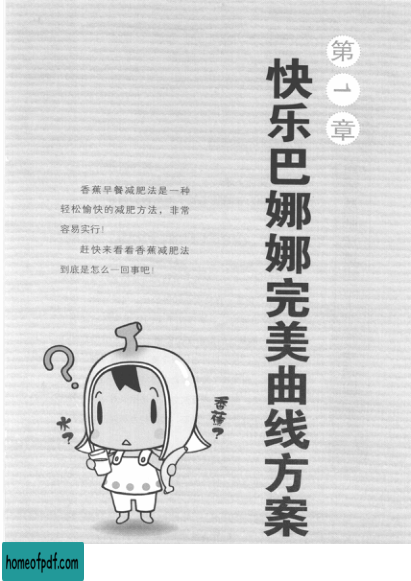 第1章
快乐巴娜娜完美曲线方案
香蕉早餐减肥法是一种
轻松愉快的减肥方法，非常
容易实行！
赶快来看看香蕉减肥法
到底是怎么一回事吧！
水？
香蕉？
homeofpdf.com